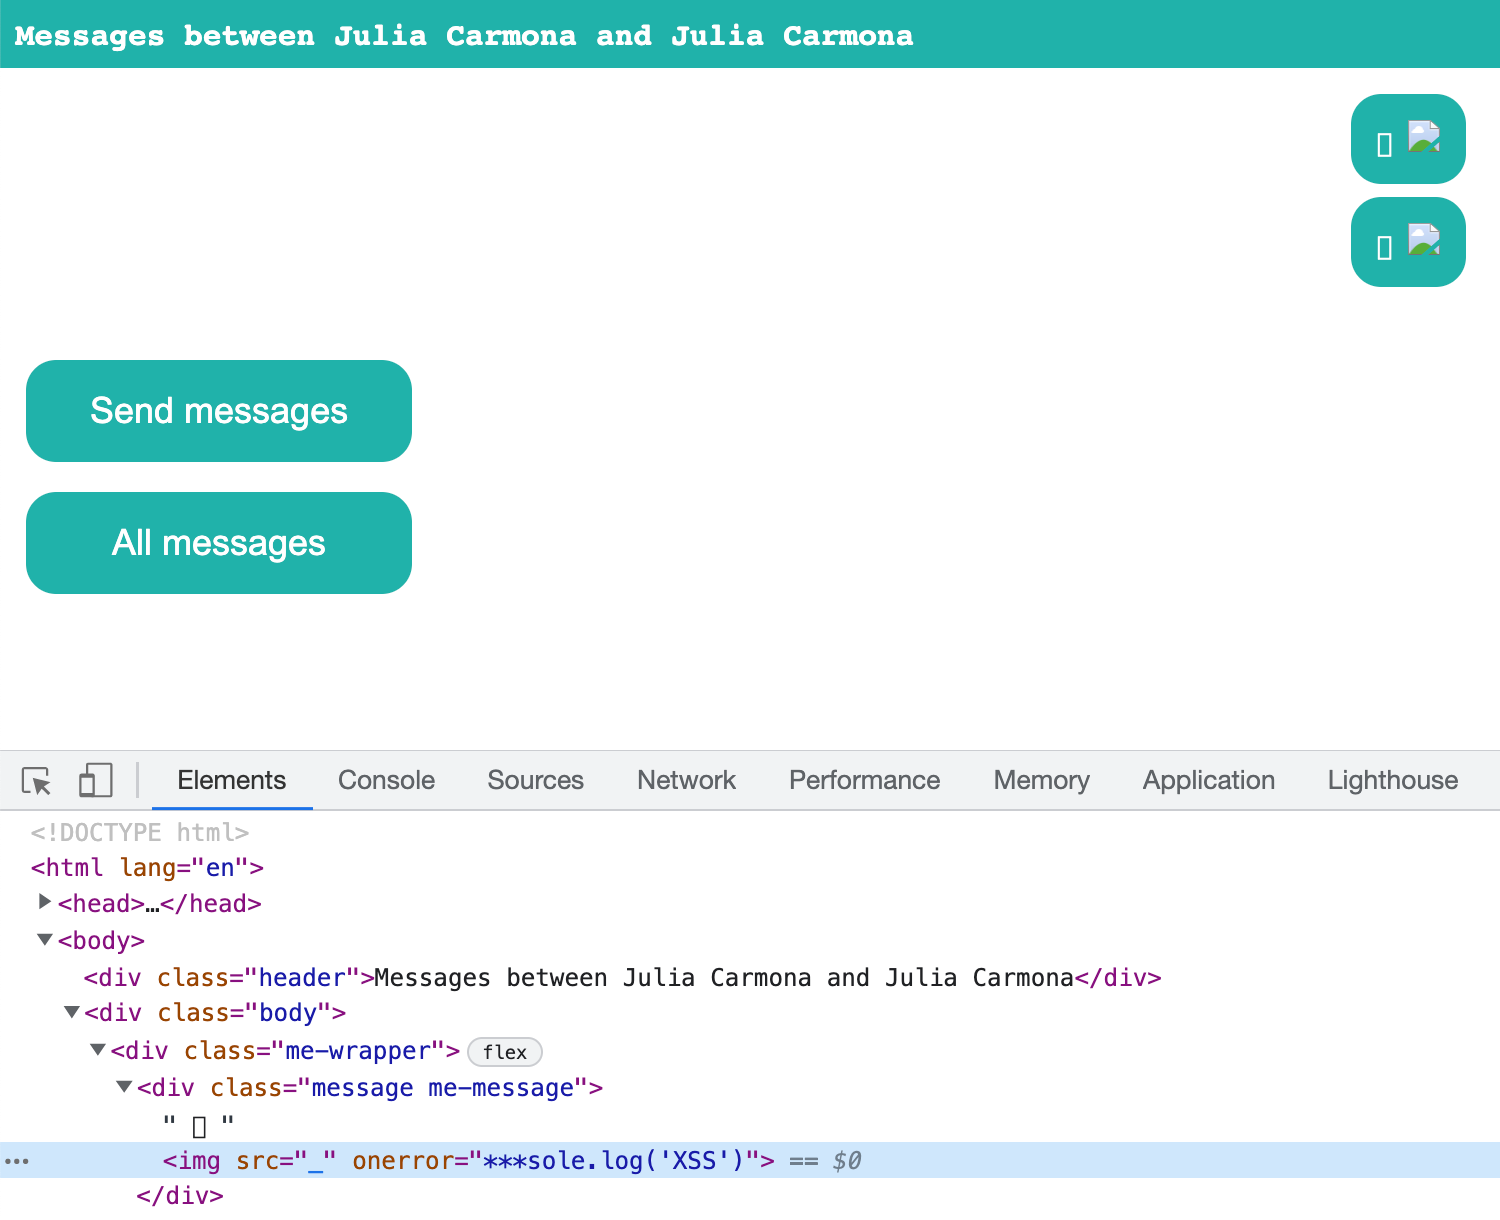 Messages between Julia Carmona and Julia Carmona
▯
▯
Send messages
All messages
Elements Console Sources Network Performance Memory Application Lighthouse
<!DOCTYPE html>
<html lang="en">
<head>…</head>
<body>
<div class="header">Messages between Julia Carmona and Julia Carmona</div>
<div class="body">
<div class="me-wrapper"> flex
<div class="message me-message">
" ▯ "
<img src="_" onerror="***sole.log('XSS')"> == $0
</div>